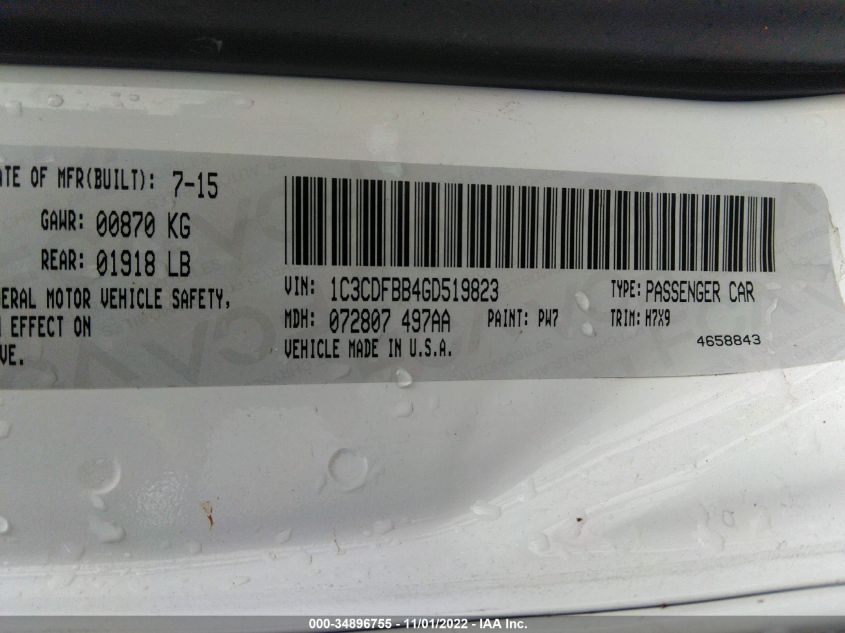 ATE OF MFR(BUILT): 7-15
GAWR: 00870 KG
REAR: 01918 LB
ERAL MOTOR VEHICLE SAFETY,
EFFECT ON
VE.
VIN: 1C3CDFBB4GD519823 TYPE: PASSENGER CAR
MDH: 072807 497AA PAINT: PW7 TRIM: H7X9
VEHICLE MADE IN U.S.A. 4658843
000-34896755 — 11/01/2022 — IAA Inc.